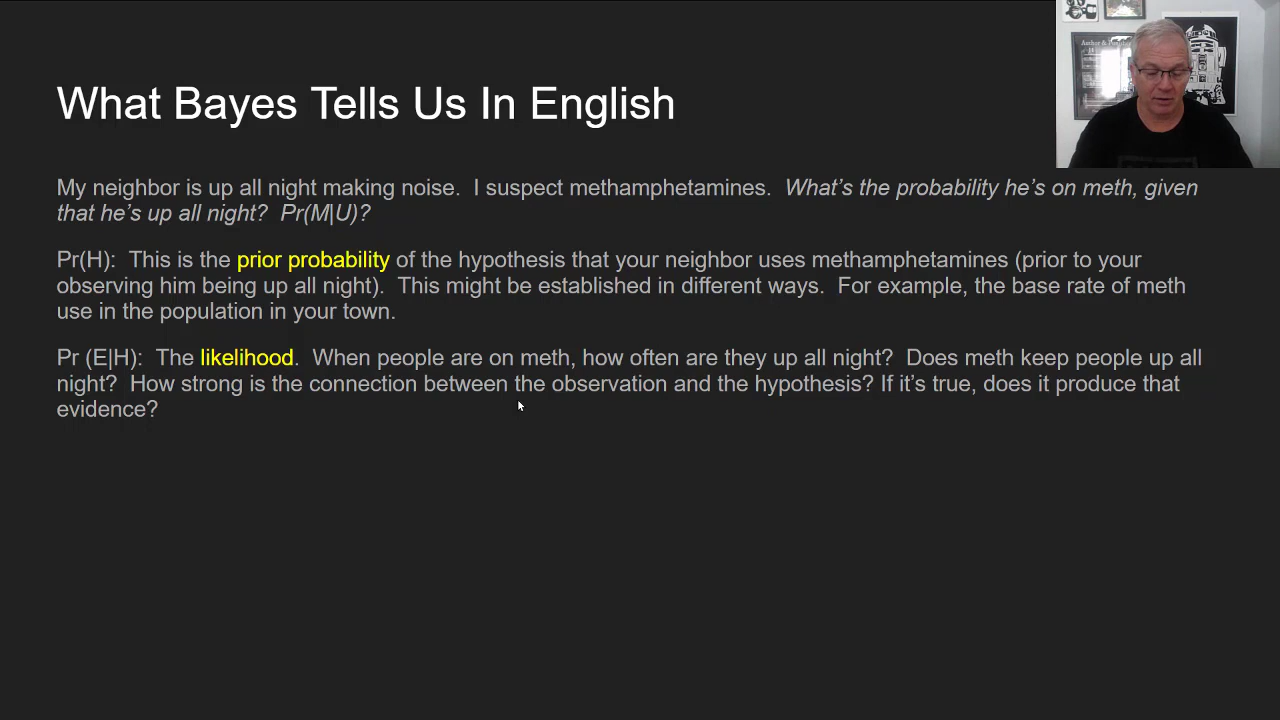 What Bayes Tells Us In English
My neighbor is up all night making noise.  I suspect methamphetamines.  What’s the probability he’s on meth, given
that he’s up all night?  Pr(M|U)?
Pr(H):  This is the prior probability of the hypothesis that your neighbor uses methamphetamines (prior to your
observing him being up all night).  This might be established in different ways.  For example, the base rate of meth
use in the population in your town.
Pr (E|H):  The likelihood.  When people are on meth, how often are they up all night?  Does meth keep people up all
night?  How strong is the connection between the observation and the hypothesis? If it’s true, does it produce that
evidence?